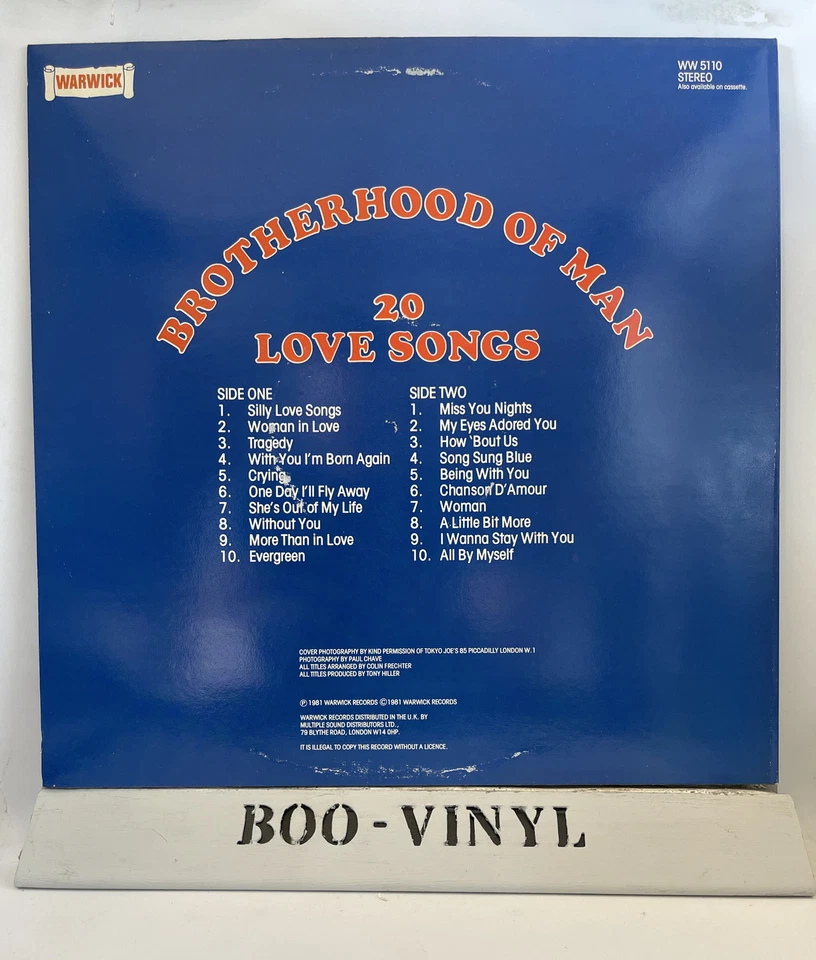 WARWICK
WW 5110
STEREO
Also available on cassette.
BROTHERHOOD OF MAN
20
LOVE SONGS
SIDE ONE
1. Silly Love Songs
2. Woman in Love
3. Tragedy
4. With You I'm Born Again
5. Crying
6. One Day I'll Fly Away
7. She's Out of My Life
8. Without You
9. More Than in Love
10. Evergreen
SIDE TWO
1. Miss You Nights
2. My Eyes Adored You
3. How 'Bout Us
4. Song Sung Blue
5. Being With You
6. Chanson D'Amour
7. Woman
8. A Little Bit More
9. I Wanna Stay With You
10. All By Myself
COVER PHOTOGRAPHY BY KIND PERMISSION OF TOKYO JOE'S 85 PICCADILLY LONDON W.1
PHOTOGRAPHY BY PAUL CHAVE
ALL TITLES ARRANGED BY COLIN FRECHTER
ALL TITLES PRODUCED BY TONY HILLER
Ⓟ 1981 WARWICK RECORDS Ⓒ 1981 WARWICK RECORDS
WARWICK RECORDS DISTRIBUTED IN THE U.K. BY
MULTIPLE SOUND DISTRIBUTORS LTD.,
79 BLYTHE ROAD, LONDON W14 0HP.
IT IS ILLEGAL TO COPY THIS RECORD WITHOUT A LICENCE.
BOO-VINYL